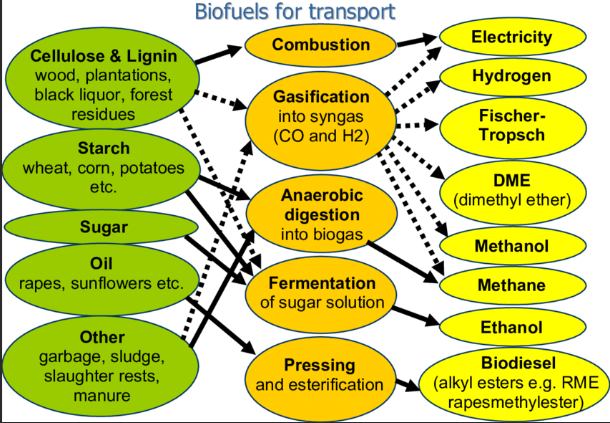 Biofuels for transport
Cellulose & Lignin
wood, plantations,
black liquor, forest
residues
Starch
wheat, corn, potatoes
etc.
Sugar
Oil
rapes, sunflowers etc.
Other
garbage, sludge,
slaughter rests,
manure
Combustion
Gasification
into syngas
(CO and H2)
Anaerobic
digestion
into biogas
Fermentation
of sugar solution
Pressing
and esterification
Electricity
Hydrogen
Fischer-
Tropsch
DME
(dimethyl ether)
Methanol
Methane
Ethanol
Biodiesel
(alkyl esters e.g. RME
rapesmethylester)